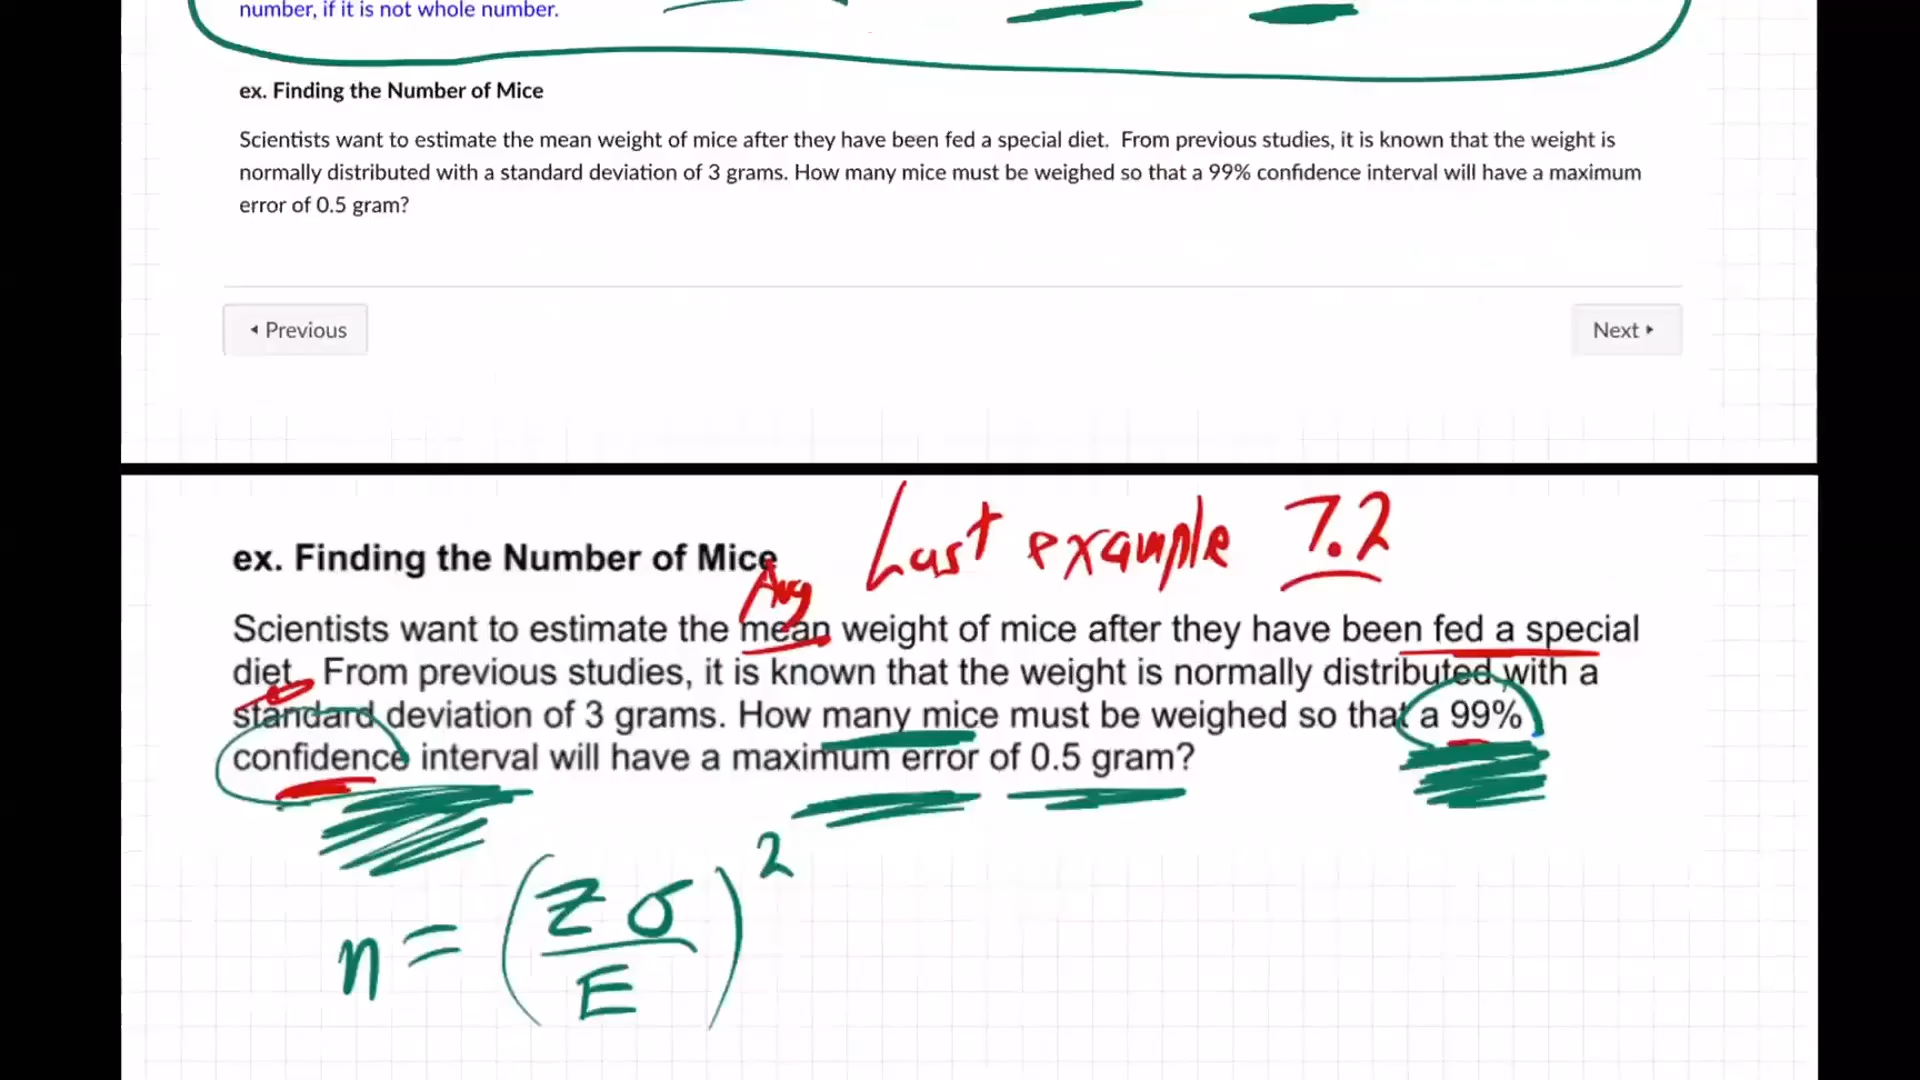 number, if it is not whole number.
ex. Finding the Number of Mice
Scientists want to estimate the mean weight of mice after they have been fed a special diet.  From previous studies, it is known that the weight is
normally distributed with a standard deviation of 3 grams. How many mice must be weighed so that a 99% confidence interval will have a maximum
error of 0.5 gram?
Previous
Next
Last example 7.2
ex. Finding the Number of Mice
Avg
Scientists want to estimate the mean weight of mice after they have been fed a special
diet. From previous studies, it is known that the weight is normally distributed with a
standard deviation of 3 grams. How many mice must be weighed so that a 99%
confidence interval will have a maximum error of 0.5 gram?
n = (zσ/E)²